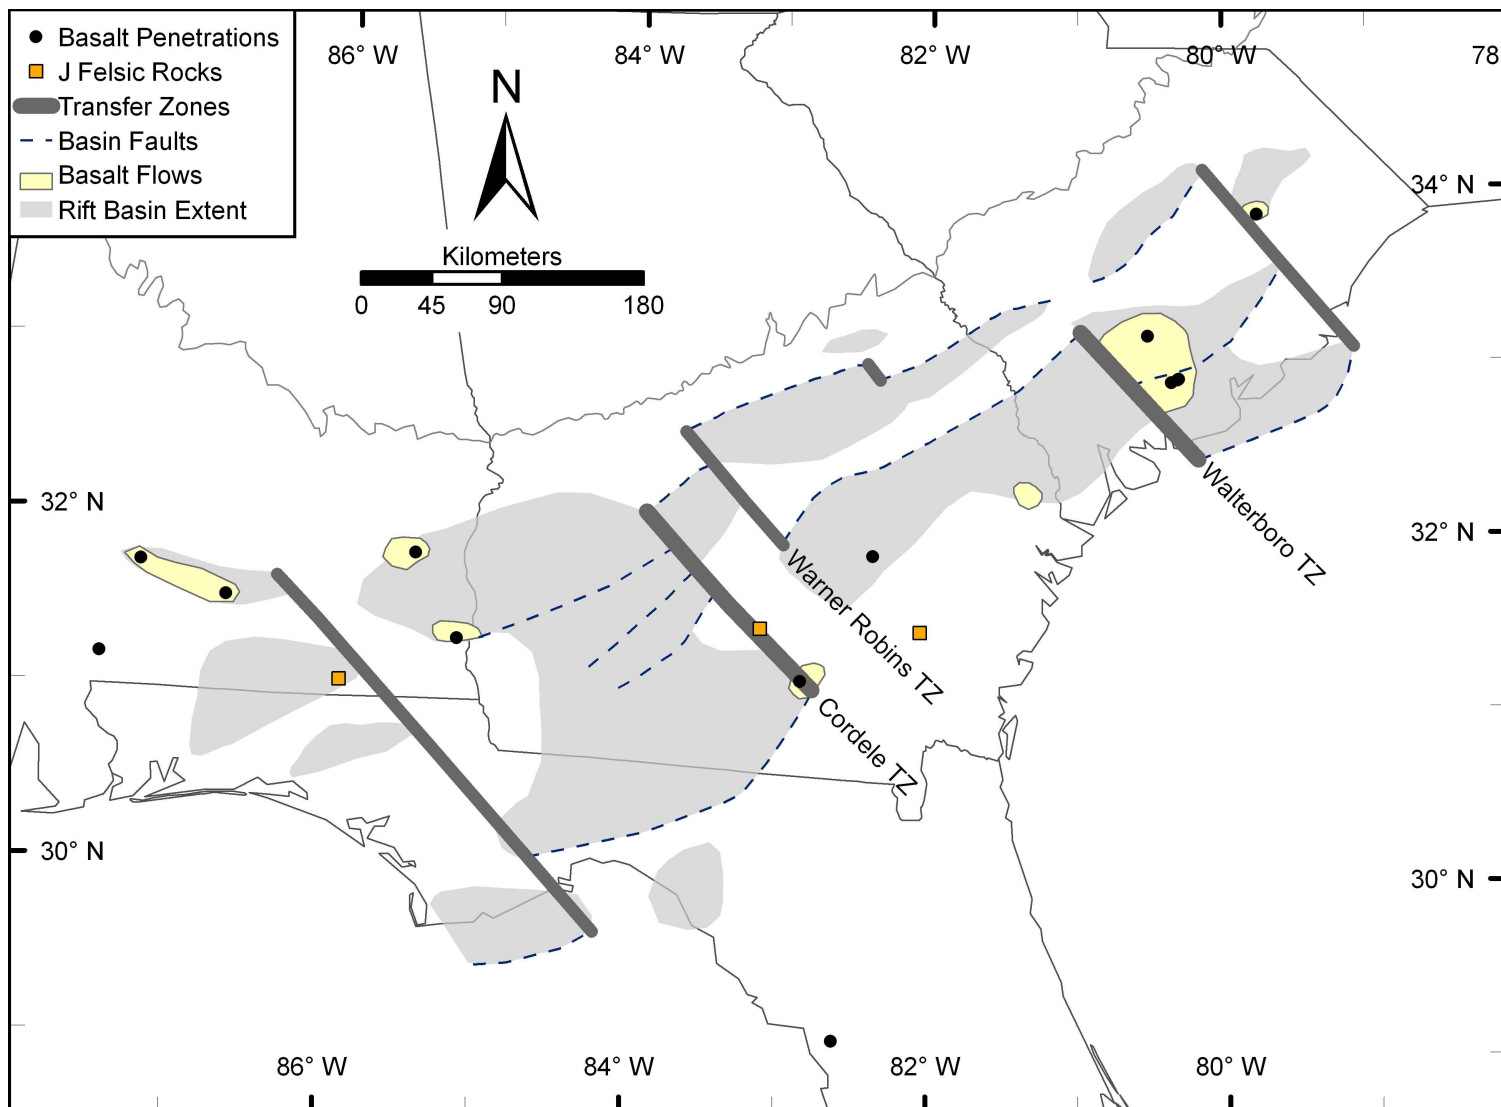 Basalt Penetrations
J Felsic Rocks
Transfer Zones
Basin Faults
Basalt Flows
Rift Basin Extent
86° W
84° W
82° W
80° W
78
N
Kilometers
0 45 90 180
34° N
32° N
32° N
Walterboro TZ
Warner Robins TZ
Cordele TZ
30° N
30° N
86° W
84° W
82° W
80° W